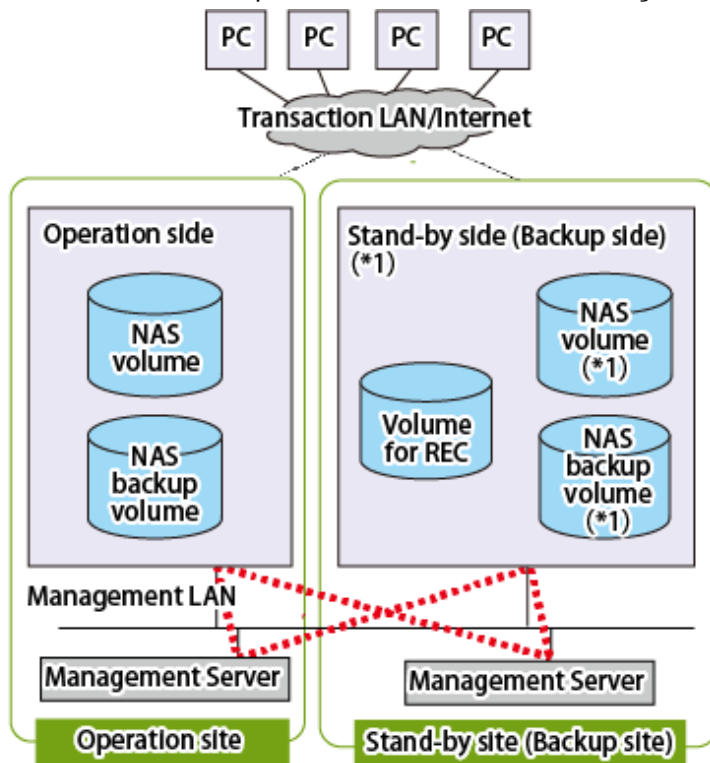 PC PC PC PC
Transaction LAN/Internet
Operation side
NAS
volume
NAS
backup
volume
Stand-by side (Backup side)
(*1)
Volume
for REC
NAS
volume
(*1)
NAS
backup
volume
(*1)
Management LAN
Management Server
Management Server
Operation site
Stand-by site (Backup site)